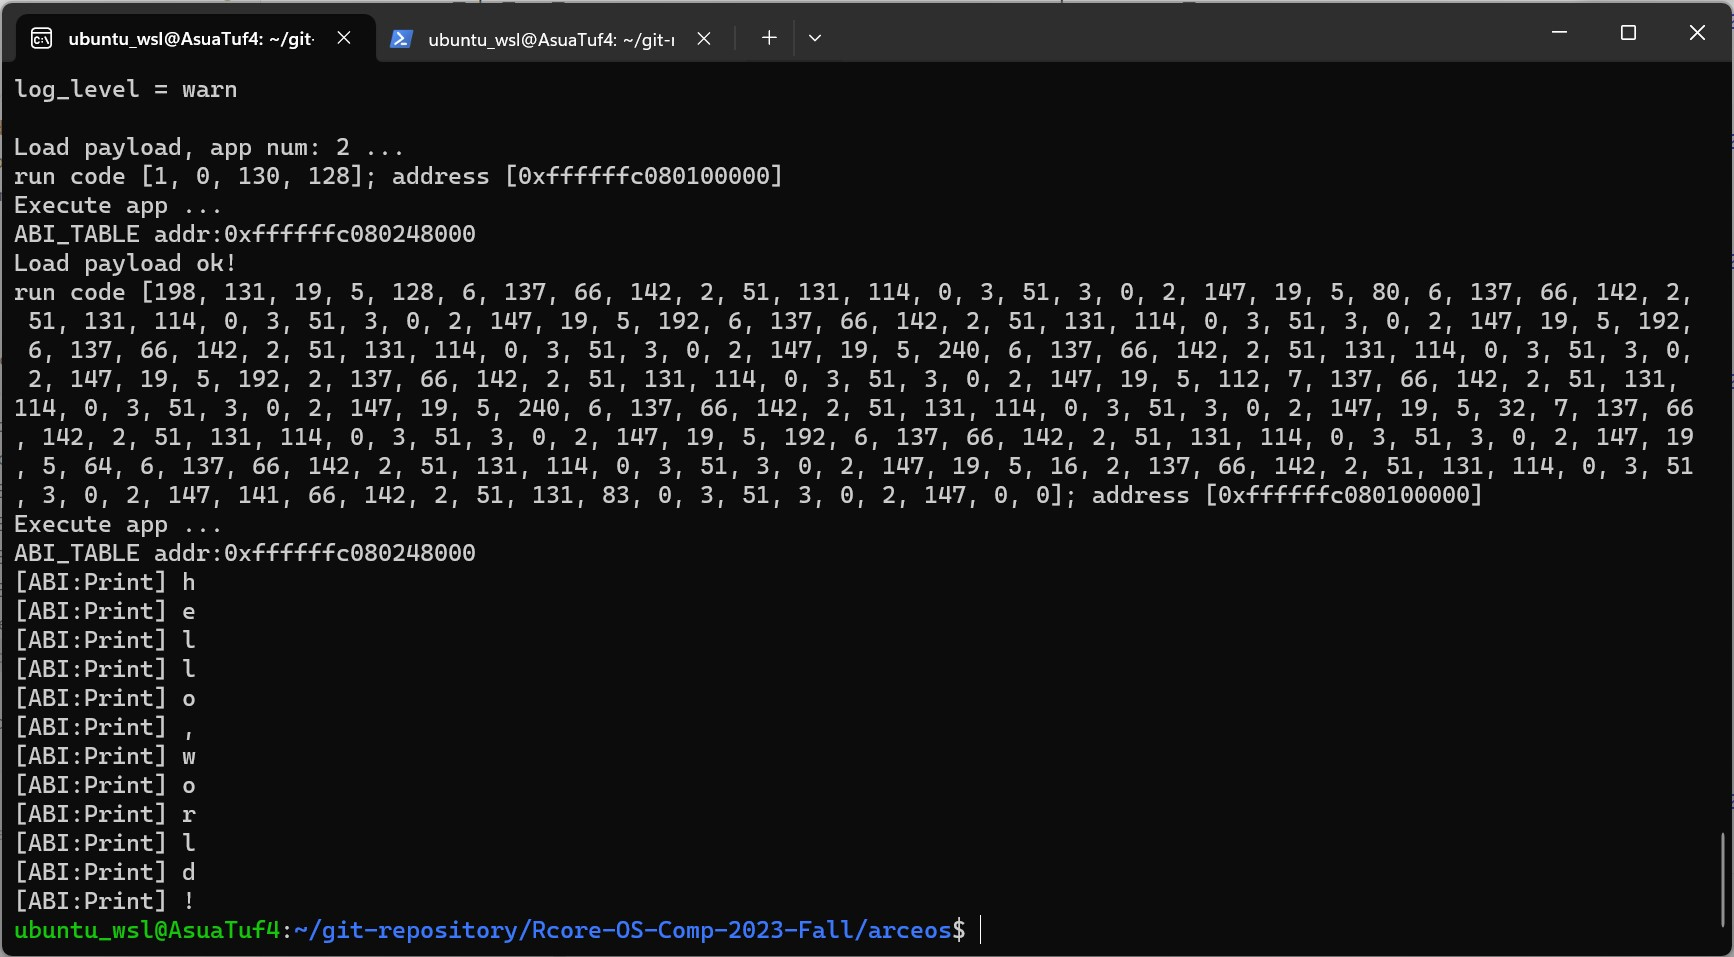 ubuntu_wsl@AsuaTuf4: ~/git-
ubuntu_wsl@AsuaTuf4: ~/git-r
log_level = warn
Load payload, app num: 2 ...
run code [1, 0, 130, 128]; address [0xffffffc080100000]
Execute app ...
ABI_TABLE addr:0xffffffc080248000
Load payload ok!
run code [198, 131, 19, 5, 128, 6, 137, 66, 142, 2, 51, 131, 114, 0, 3, 51, 3, 0, 2, 147, 19, 5, 80, 6, 137, 66, 142, 2,
51, 131, 114, 0, 3, 51, 3, 0, 2, 147, 19, 5, 192, 6, 137, 66, 142, 2, 51, 131, 114, 0, 3, 51, 3, 0, 2, 147, 19, 5, 192,
6, 137, 66, 142, 2, 51, 131, 114, 0, 3, 51, 3, 0, 2, 147, 19, 5, 240, 6, 137, 66, 142, 2, 51, 131, 114, 0, 3, 51, 3, 0,
2, 147, 19, 5, 192, 2, 137, 66, 142, 2, 51, 131, 114, 0, 3, 51, 3, 0, 2, 147, 19, 5, 112, 7, 137, 66, 142, 2, 51, 131,
114, 0, 3, 51, 3, 0, 2, 147, 19, 5, 240, 6, 137, 66, 142, 2, 51, 131, 114, 0, 3, 51, 3, 0, 2, 147, 19, 5, 32, 7, 137, 66
, 142, 2, 51, 131, 114, 0, 3, 51, 3, 0, 2, 147, 19, 5, 192, 6, 137, 66, 142, 2, 51, 131, 114, 0, 3, 51, 3, 0, 2, 147, 19
, 5, 64, 6, 137, 66, 142, 2, 51, 131, 114, 0, 3, 51, 3, 0, 2, 147, 19, 5, 16, 2, 137, 66, 142, 2, 51, 131, 114, 0, 3, 51
, 3, 0, 2, 147, 141, 66, 142, 2, 51, 131, 83, 0, 3, 51, 3, 0, 2, 147, 0, 0]; address [0xffffffc080100000]
Execute app ...
ABI_TABLE addr:0xffffffc080248000
[ABI:Print] h
[ABI:Print] e
[ABI:Print] l
[ABI:Print] l
[ABI:Print] o
[ABI:Print] ,
[ABI:Print] w
[ABI:Print] o
[ABI:Print] r
[ABI:Print] l
[ABI:Print] d
[ABI:Print] !
ubuntu_wsl@AsuaTuf4:~/git-repository/Rcore-OS-Comp-2023-Fall/arceos$